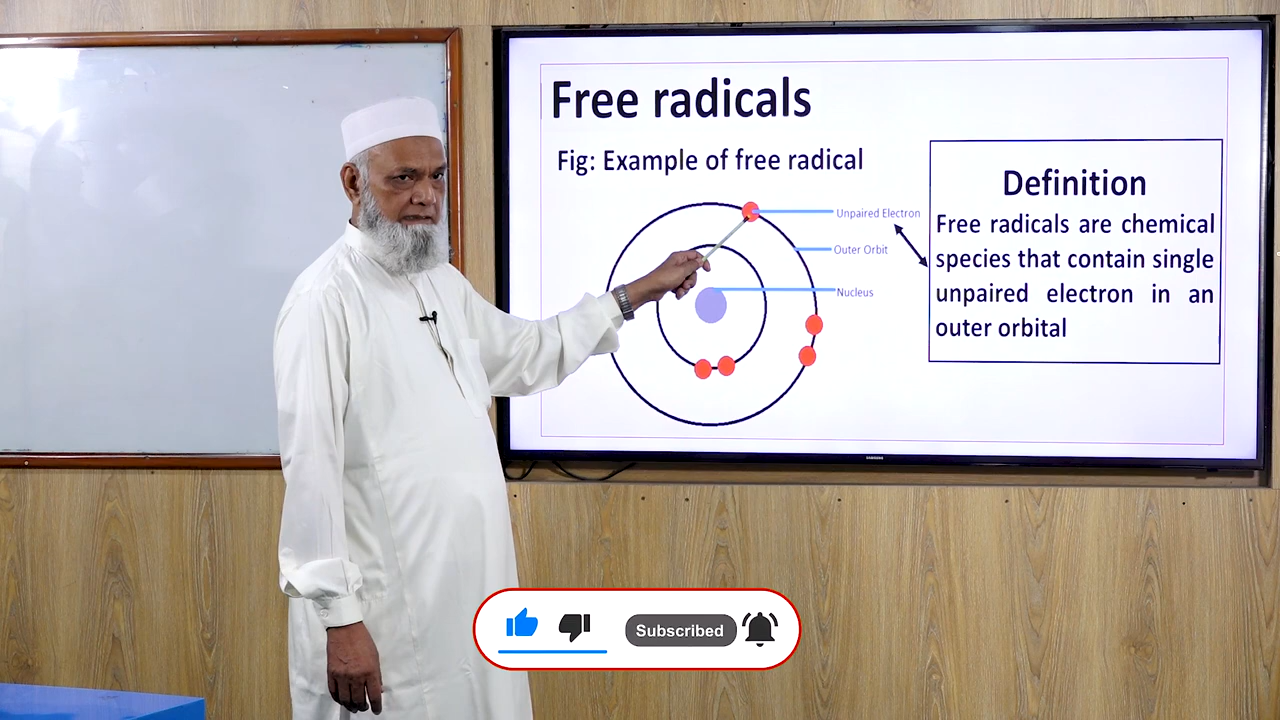 Free radicals
Fig: Example of free radical
Unpaired Electron
Outer Orbit
Nucleus
Definition
Free radicals are chemical
species that contain single
unpaired electron in an
outer orbital
SAMSUNG
Subscribed